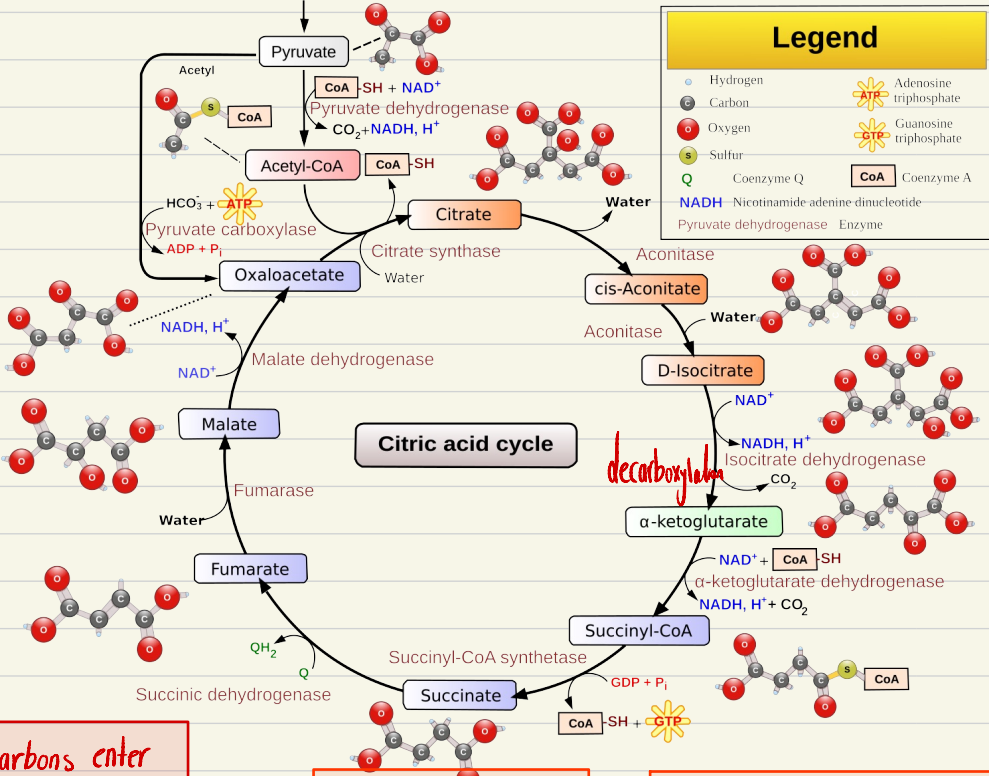 Legend
Hydrogen
Carbon
Oxygen
Sulfur
Q Coenzyme Q
NADH Nicotinamide adenine dinucleotide
Pyruvate dehydrogenase Enzyme
ATP Adenosine triphosphate
GTP Guanosine triphosphate
CoA Coenzyme A
Pyruvate
CoA-SH + NAD⁺
Pyruvate dehydrogenase
CO₂+NADH, H⁺
Acetyl
S CoA
Acetyl-CoA
CoA-SH
HCO₃⁻ + ATP
Pyruvate carboxylase
ADP + Pi
Citrate
Citrate synthase
Water
Oxaloacetate
Water
Aconitase
cis-Aconitate
Water
Aconitase
D-Isocitrate
NAD⁺
NADH, H⁺
Isocitrate dehydrogenase
CO₂
decarboxylation
α-ketoglutarate
NAD⁺+ CoA-SH
α-ketoglutarate dehydrogenase
NADH, H⁺+ CO₂
Succinyl-CoA
Succinyl-CoA synthetase
GDP + Pi
CoA-SH + GTP
S CoA
Succinate
QH₂
Q
Succinic dehydrogenase
Fumarate
Water
Fumarase
Malate
NADH, H⁺
NAD⁺
Malate dehydrogenase
Citric acid cycle
arbons enter